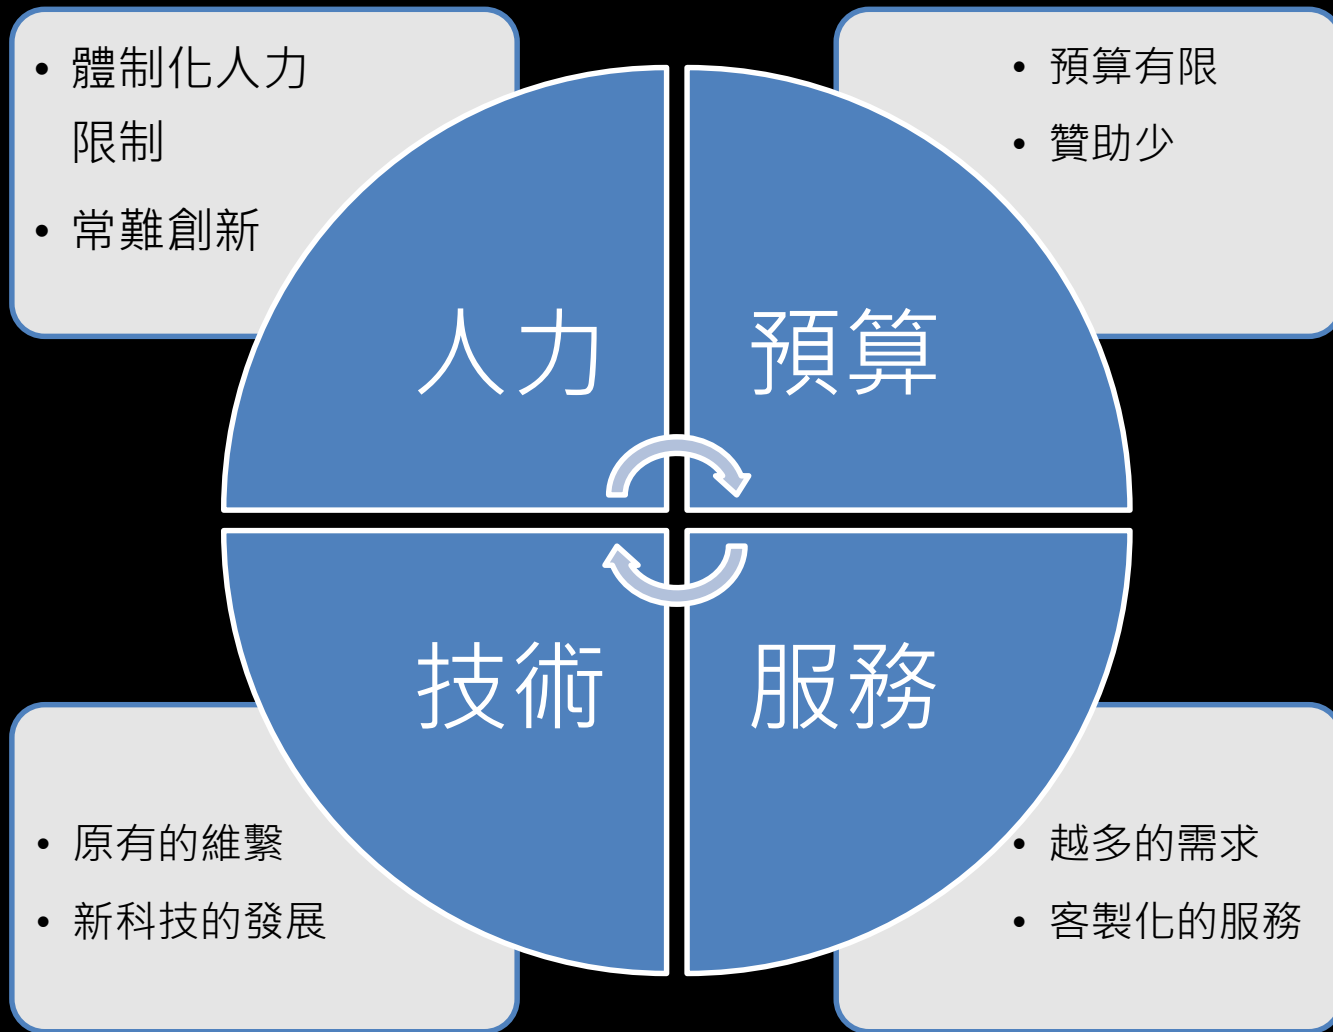 • 體制化人力
限制
• 常難創新
• 預算有限
• 贊助少
人力
預算
技術
服務
• 原有的維繫
• 新科技的發展
• 越多的需求
• 客製化的服務